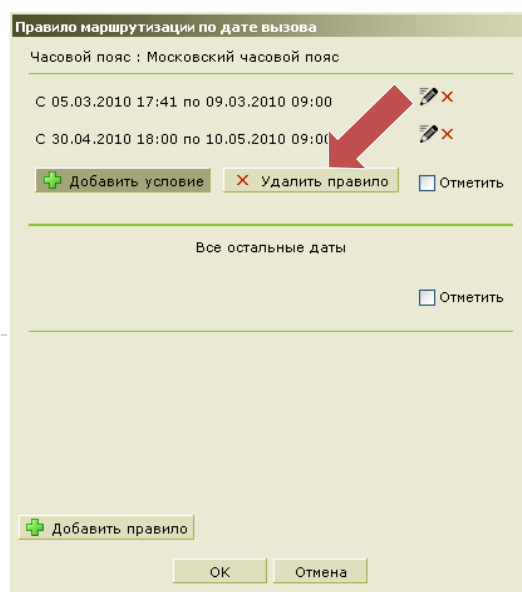 Правило маршрутизации по дате вызова
Часовой пояс : Московский часовой пояс
С 05.03.2010 17:41 по 09.03.2010 09:00
С 30.04.2010 18:00 по 10.05.2010 09:00
Добавить условие Удалить правило Отметить
Все остальные даты
Отметить
Добавить правило
ОК Отмена